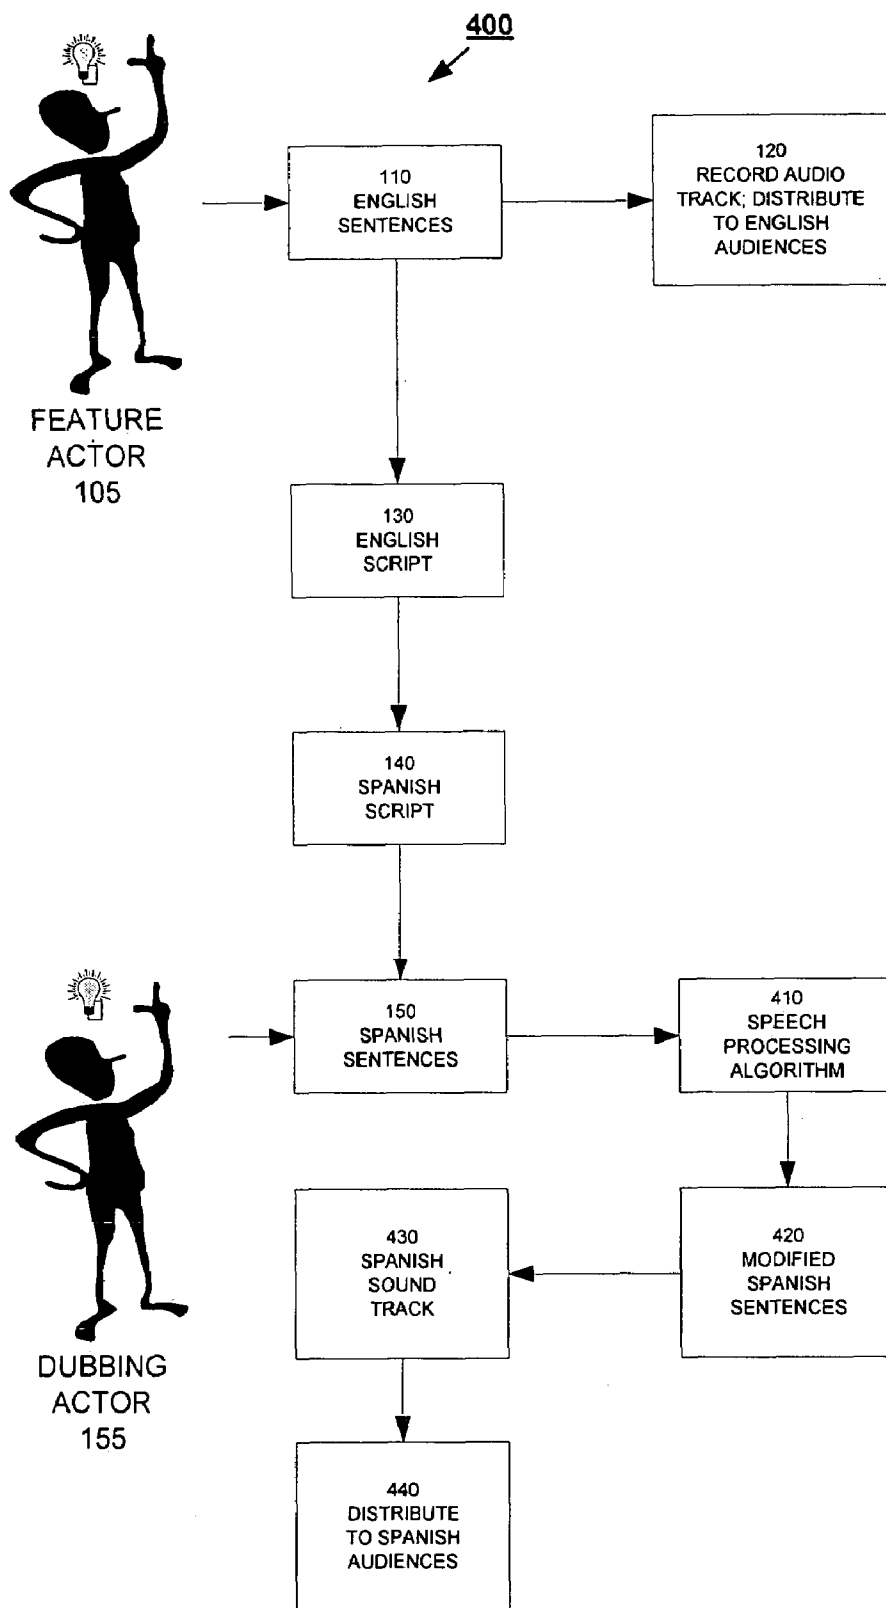 400
110
ENGLISH
SENTENCES
120
RECORD AUDIO
TRACK; DISTRIBUTE
TO ENGLISH
AUDIENCES
FEATURE
ACTOR
105
130
ENGLISH
SCRIPT
140
SPANISH
SCRIPT
150
SPANISH
SENTENCES
410
SPEECH
PROCESSING
ALGORITHM
430
SPANISH
SOUND
TRACK
420
MODIFIED
SPANISH
SENTENCES
DUBBING
ACTOR
155
440
DISTRIBUTE
TO SPANISH
AUDIENCES